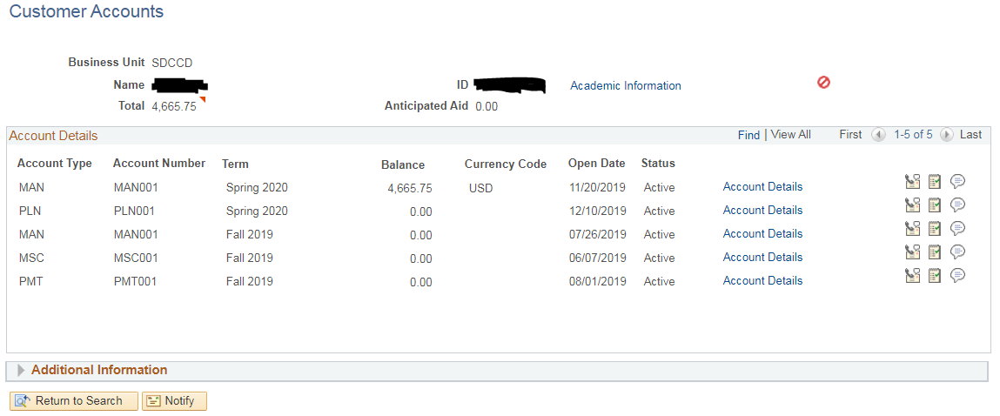 Customer Accounts
Business Unit SDCCD
Name ID Academic Information
Total 4,665.75 Anticipated Aid 0.00
Account Details Find | View All First 1-5 of 5 Last
Account Type Account Number Term Balance Currency Code Open Date Status
MAN MAN001 Spring 2020 4,665.75 USD 11/20/2019 Active Account Details
PLN PLN001 Spring 2020 0.00 12/10/2019 Active Account Details
MAN MAN001 Fall 2019 0.00 07/26/2019 Active Account Details
MSC MSC001 Fall 2019 0.00 06/07/2019 Active Account Details
PMT PMT001 Fall 2019 0.00 08/01/2019 Active Account Details
Additional Information
Return to Search Notify